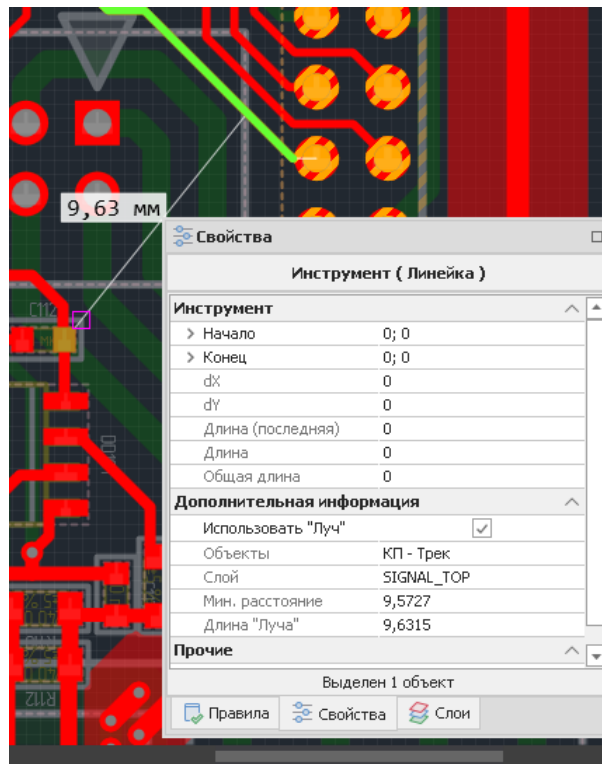 9,63 мм
Свойства
Инструмент ( Линейка )
Инструмент
Начало 0; 0
Конец 0; 0
dX 0
dY 0
Длина (последняя) 0
Длина 0
Общая длина 0
Дополнительная информация
Использовать "Луч"
Объекты КП - Трек
Слой SIGNAL_TOP
Мин. расстояние 9,5727
Длина "Луча" 9,6315
Прочие
Выделен 1 объект
Правила Свойства Слои
C112
R112